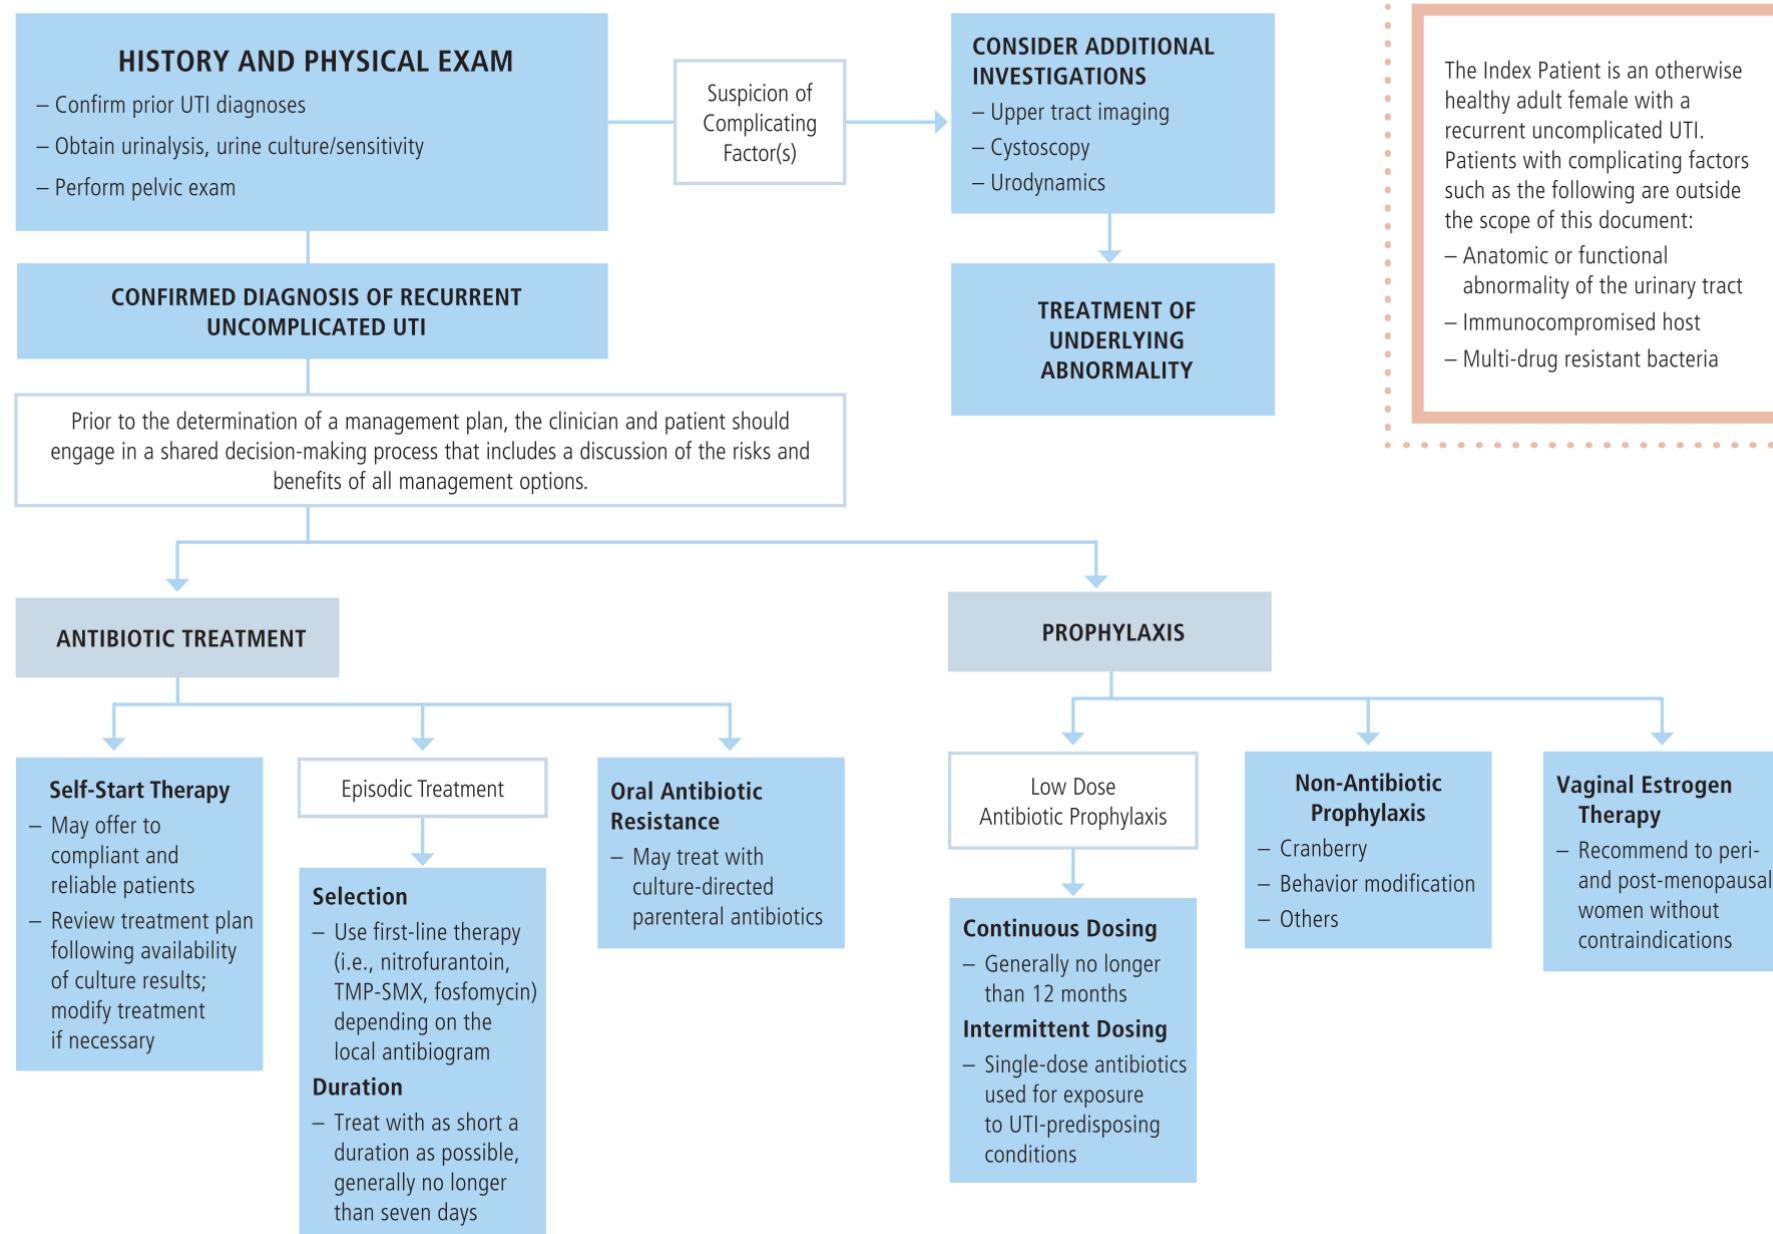 HISTORY AND PHYSICAL EXAM
– Confirm prior UTI diagnoses
– Obtain urinalysis, urine culture/sensitivity
– Perform pelvic exam
Suspicion of
Complicating
Factor(s)
CONSIDER ADDITIONAL
INVESTIGATIONS
– Upper tract imaging
– Cystoscopy
– Urodynamics
The Index Patient is an otherwise
healthy adult female with a
recurrent uncomplicated UTI.
Patients with complicating factors
such as the following are outside
the scope of this document:
– Anatomic or functional
abnormality of the urinary tract
– Immunocompromised host
– Multi-drug resistant bacteria
CONFIRMED DIAGNOSIS OF RECURRENT
UNCOMPLICATED UTI
TREATMENT OF
UNDERLYING
ABNORMALITY
Prior to the determination of a management plan, the clinician and patient should
engage in a shared decision-making process that includes a discussion of the risks and
benefits of all management options.
ANTIBIOTIC TREATMENT
PROPHYLAXIS
Self-Start Therapy
– May offer to
compliant and
reliable patients
– Review treatment plan
following availability
of culture results;
modify treatment
if necessary
Episodic Treatment
Selection
– Use first-line therapy
(i.e., nitrofurantoin,
TMP-SMX, fosfomycin)
depending on the
local antibiogram
Duration
– Treat with as short a
duration as possible,
generally no longer
than seven days
Oral Antibiotic
Resistance
– May treat with
culture-directed
parenteral antibiotics
Low Dose
Antibiotic Prophylaxis
Continuous Dosing
– Generally no longer
than 12 months
Intermittent Dosing
– Single-dose antibiotics
used for exposure
to UTI-predisposing
conditions
Non-Antibiotic
Prophylaxis
– Cranberry
– Behavior modification
– Others
Vaginal Estrogen
Therapy
– Recommend to peri-
and post-menopausal
women without
contraindications